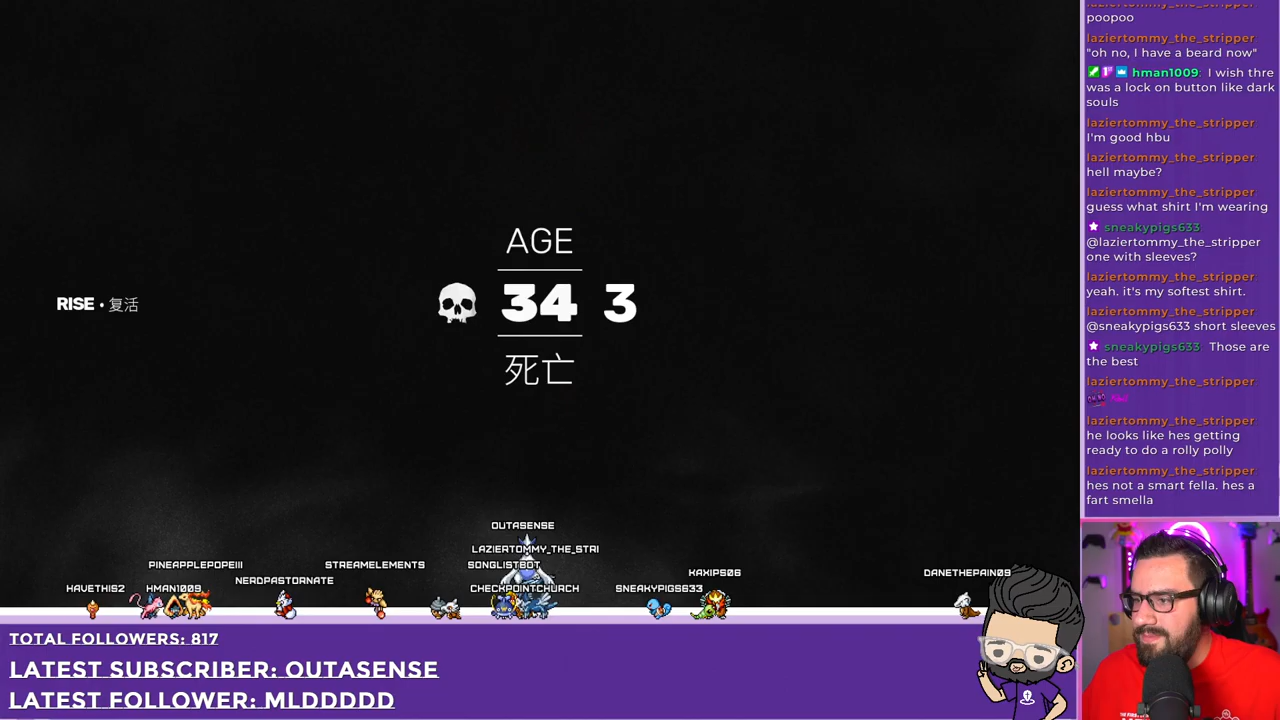 poopoo
laziertommy_the_stripper:
"oh no, I have a beard now"
hman1009: I wish thre
was a lock on button like dark
souls
laziertommy_the_stripper:
I'm good hbu
laziertommy_the_stripper:
hell maybe?
laziertommy_the_stripper:
guess what shirt I'm wearing
sneakypigs633:
@laziertommy_the_stripper
one with sleeves?
laziertommy_the_stripper:
yeah. it's my softest shirt.
laziertommy_the_stripper:
@sneakypigs633 short sleeves
sneakypigs633: Those are
the best
laziertommy_the_stripper:
laziertommy_the_stripper:
he looks like hes getting
ready to do a rolly polly
laziertommy_the_stripper:
hes not a smart fella. hes a
fart smella
AGE
RISE • 复活
34 3
死亡
OUTASENSE
LAZIERTOMMY_THE_STRI
PINEAPPLEPOPEIII
STREAMELEMENTS
SONGLISTBOT
KAXIPS06
DANETHEPAIN09
NERDPASTORNATE
HAVETHIS2
HMAN1009
CHECKPOINTCHURCH
SNEAKYPIGS633
TOTAL FOLLOWERS: 817
LATEST SUBSCRIBER: OUTASENSE
LATEST FOLLOWER: MLDDDDD